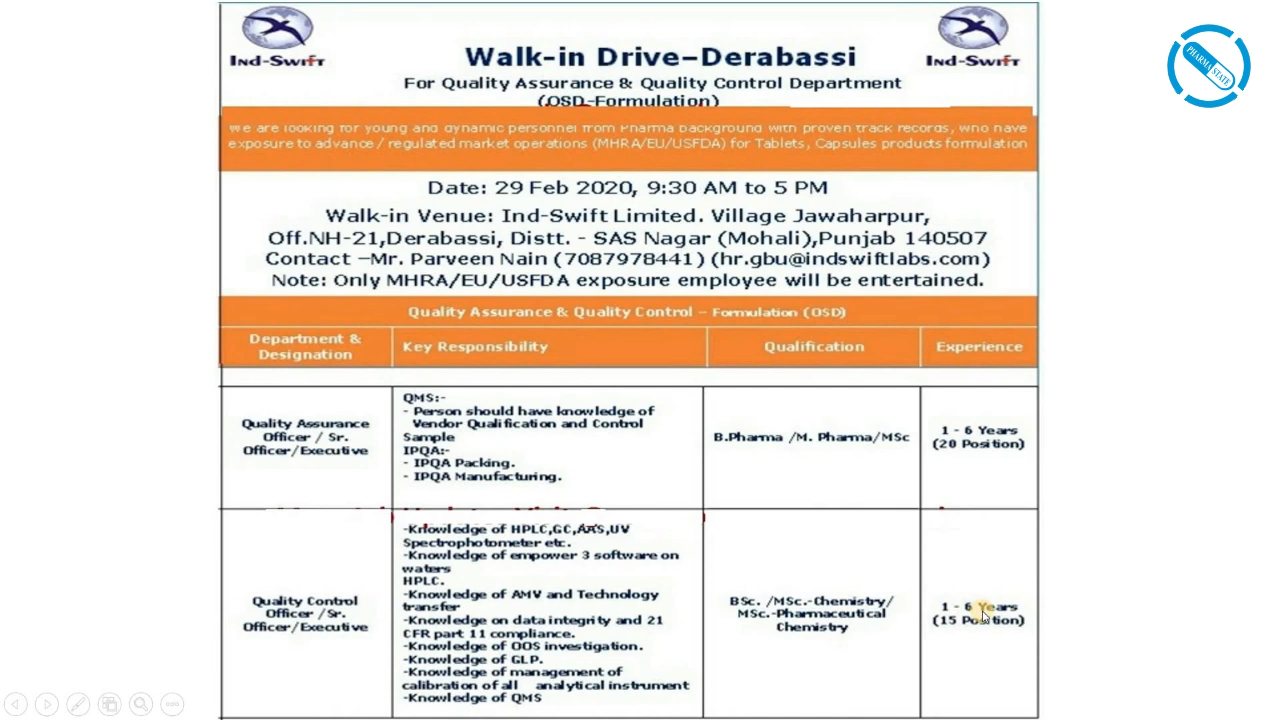 IND-SWIFT
IND-SWIFT
PHARMA STATE
Walk-in Drive–Derabassi
For Quality Assurance & Quality Control Department
(OSD-Formulation)
We are looking for young and dynamic personnel from Pharma background with proven track records, who have
exposure to advance / regulated market operations (MHRA/EU/USFDA) for Tablets, Capsules products formulation
Date: 29 Feb 2020, 9:30 AM to 5 PM
Walk-in Venue: Ind-Swift Limited. Village Jawaharpur,
Off.NH-21,Derabassi, Distt. - SAS Nagar (Mohali),Punjab 140507
Contact –Mr. Parveen Nain (7087978441) (hr.gbu@indswiftlabs.com)
Note: Only MHRA/EU/USFDA exposure employee will be entertained.
Quality Assurance & Quality Control – Formulation (OSD)
Department &
Designation
Key Responsibility
Qualification
Experience
Quality Assurance
Officer / Sr.
Officer/Executive
QMS:-
- Person should have knowledge of
Vendor Qualification and Control
Sample
IPQA:-
- IPQA Packing.
- IPQA Manufacturing.
B.Pharma /M. Pharma/MSc
1 - 6 Years
(20 Position)
Quality Control
Officer /Sr.
Officer/Executive
-Knowledge of HPLC,GC,AAS,UV
Spectrophotometer etc.
-Knowledge of empower 3 software on
waters
HPLC.
-Knowledge of AMV and Technology
transfer
-Knowledge on data integrity and 21
CFR part 11 compliance.
-Knowledge of OOS investigation.
-Knowledge of GLP.
-Knowledge of management of
calibration of all analytical instrument
-Knowledge of QMS
BSc. /MSc.-Chemistry/
MSc.-Pharmaceutical
Chemistry
1 - 6 Years
(15 Position)